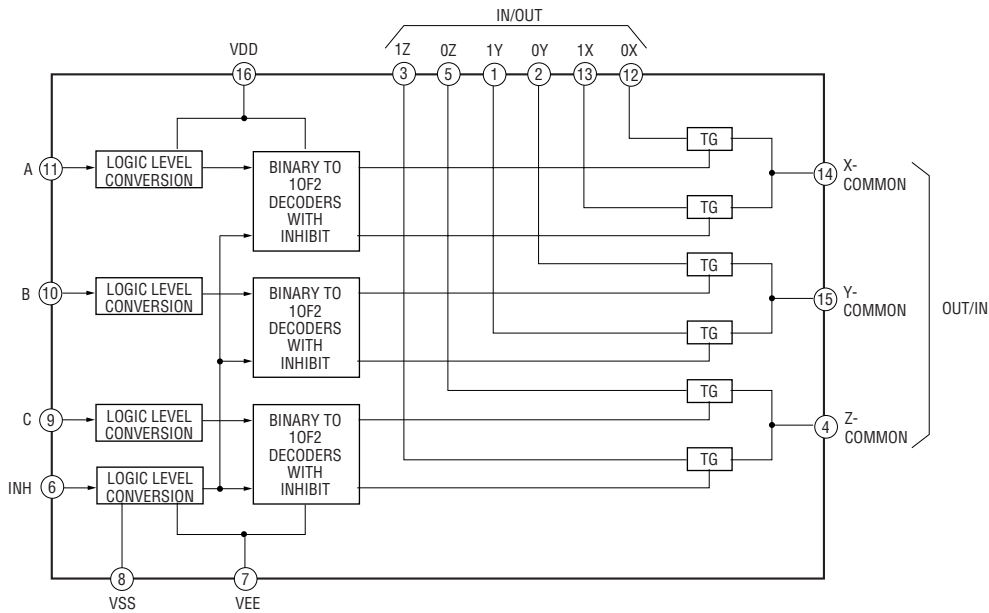 IN/OUT
VDD 1Z 0Z 1Y 0Y 1X 0X
16 3 5 1 2 13 12
A 11 LOGIC LEVEL
CONVERSION
BINARY TO
1OF2
DECODERS
WITH
INHIBIT
TG
TG
14 X-
COMMON
B 10 LOGIC LEVEL
CONVERSION
BINARY TO
1OF2
DECODERS
WITH
INHIBIT
TG
TG
15 Y-
COMMON
OUT/IN
C 9 LOGIC LEVEL
CONVERSION
BINARY TO
1OF2
DECODERS
WITH
INHIBIT
TG
TG
4 Z-
COMMON
INH 6 LOGIC LEVEL
CONVERSION
8 7
VSS VEE